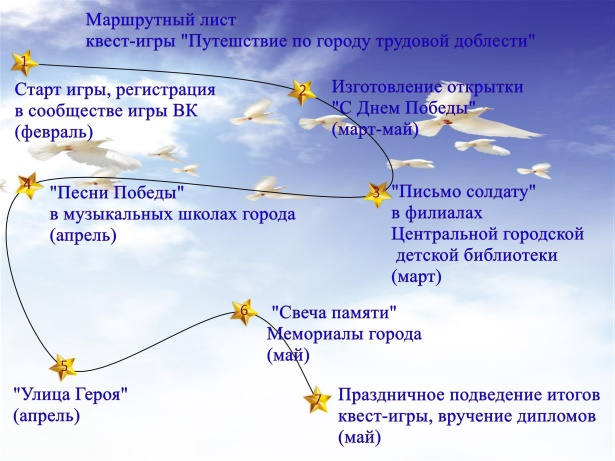 Маршрутный лист
квест-игры "Путешствие по городу трудовой доблести"
1
Старт игры, регистрация
в сообществе игры ВК
(февраль)
2
Изготовление открытки
"С Днем Победы"
(март-май)
3
"Письмо солдату"
в филиалах
Центральной городской
детской библиотеки
(март)
4
"Песни Победы"
в музыкальных школах города
(апрель)
5
"Улица Героя"
(апрель)
6
"Свеча памяти"
Мемориалы города
(май)
7
Праздничное подведение итогов
квест-игры, вручение дипломов
(май)